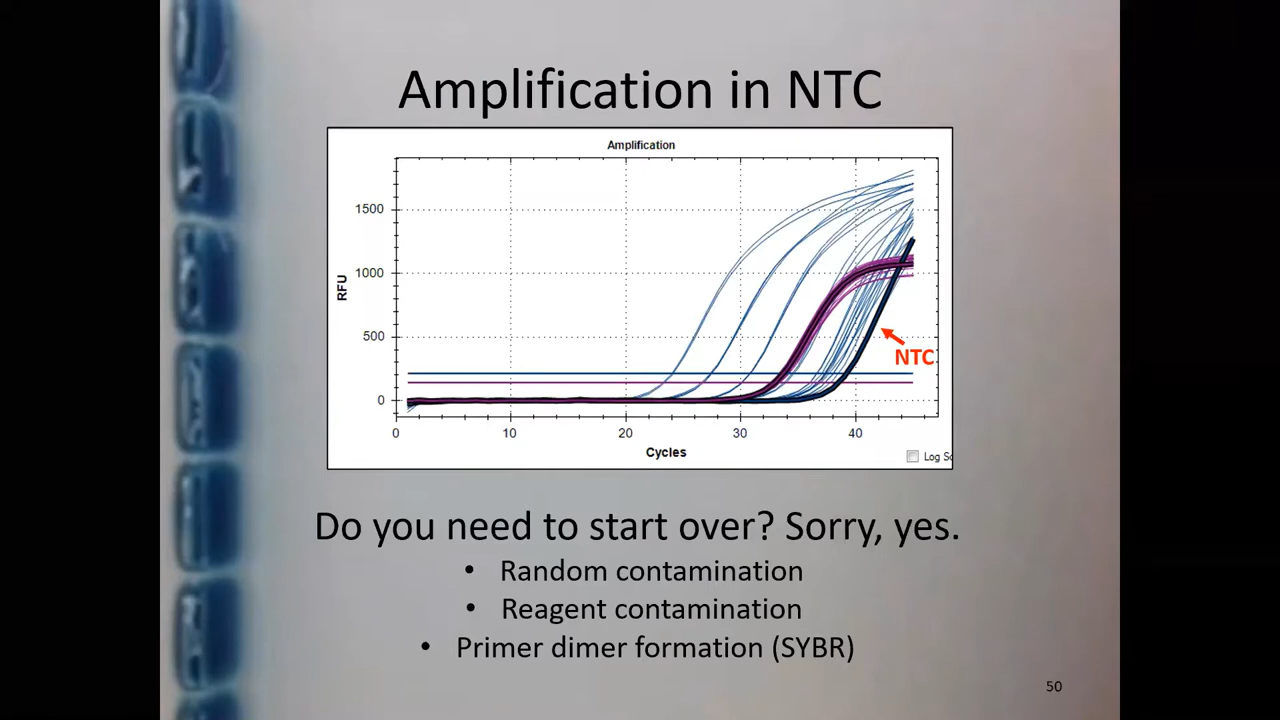 Amplification in NTC
Amplification
1500
1000
500
0
RFU
NTC
0 10 20 30 40
Cycles
Log Sc
Do you need to start over? Sorry, yes.
• Random contamination
• Reagent contamination
• Primer dimer formation (SYBR)
50